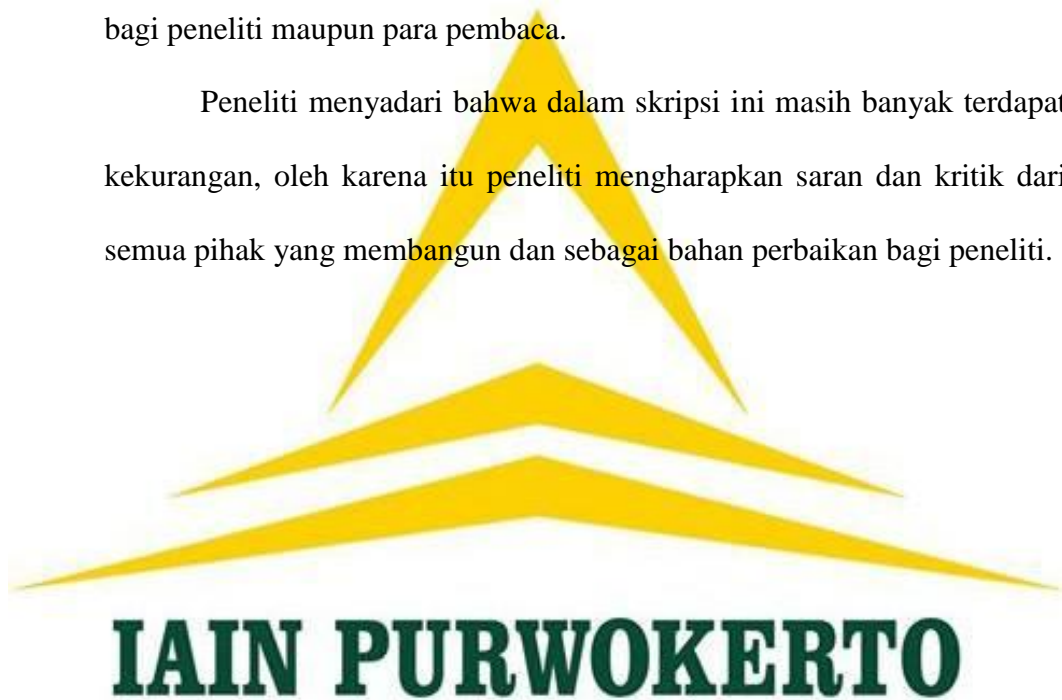 bagi peneliti maupun para pembaca.
Peneliti menyadari bahwa dalam skripsi ini masih banyak terdapat
kekurangan, oleh karena itu peneliti mengharapkan saran dan kritik dari
semua pihak yang membangun dan sebagai bahan perbaikan bagi peneliti.
IAIN PURWOKERTO